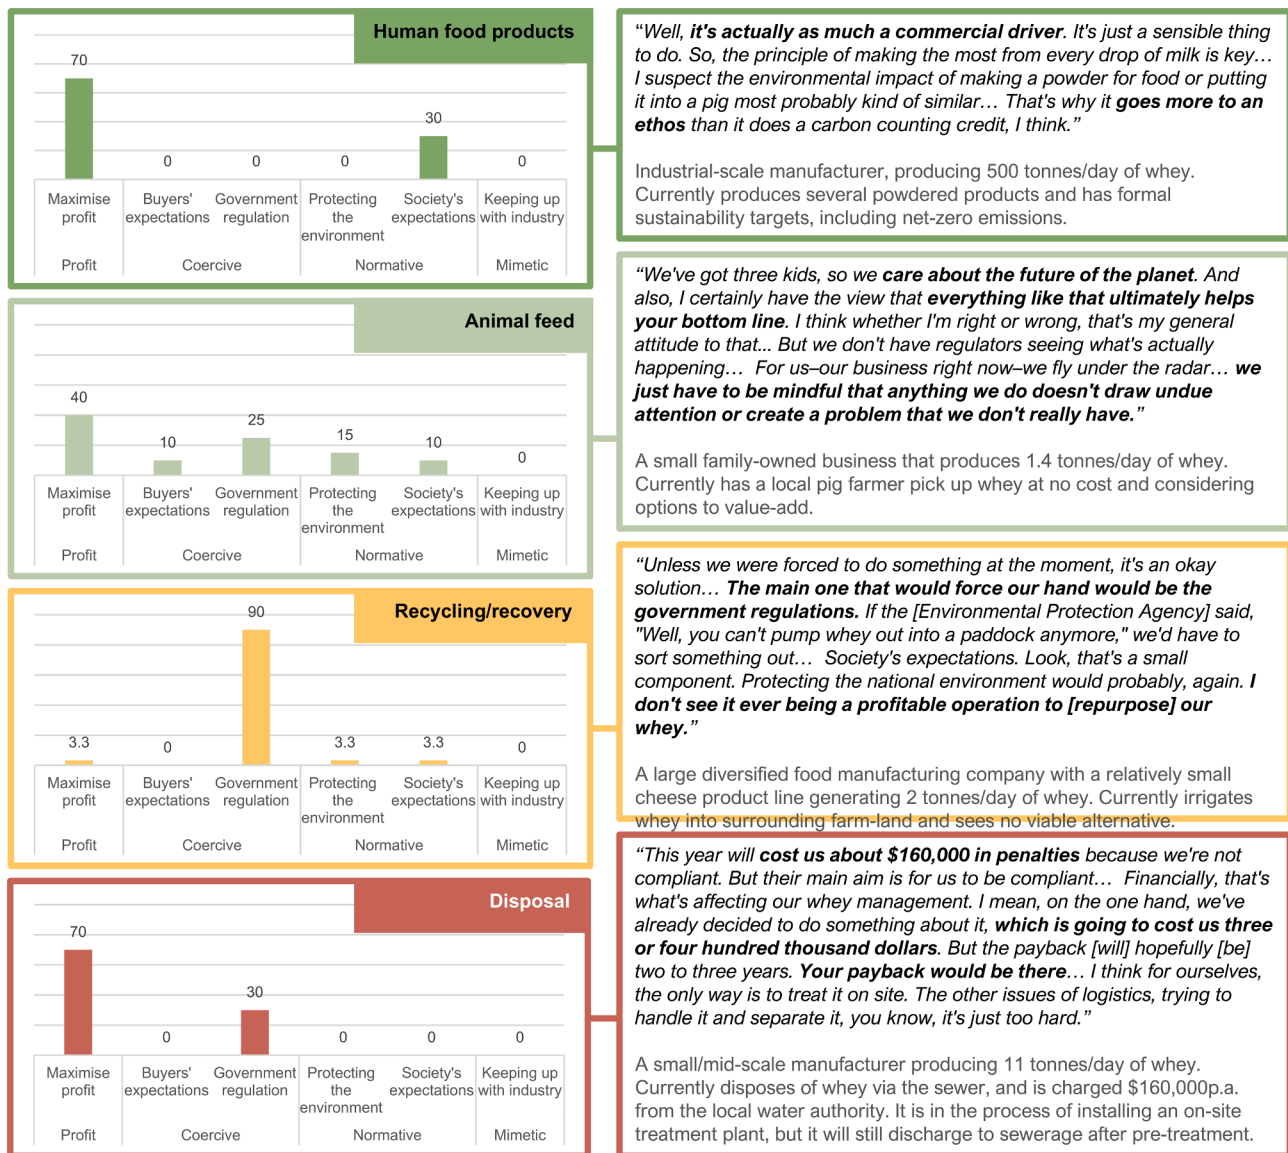 Human food products
70
0
0
0
30
0
Maximise profit
Buyers' expectations
Government regulation
Protecting the environment
Society's expectations
Keeping up with industry
Profit
Coercive
Normative
Mimetic
“Well, it's actually as much a commercial driver. It's just a sensible thing
to do. So, the principle of making the most from every drop of milk is key…
I suspect the environmental impact of making a powder for food or putting
it into a pig most probably kind of similar… That's why it goes more to an
ethos than it does a carbon counting credit, I think.”
Industrial-scale manufacturer, producing 500 tonnes/day of whey.
Currently produces several powdered products and has formal
sustainability targets, including net-zero emissions.
Animal feed
40
10
25
15
10
0
Maximise profit
Buyers' expectations
Government regulation
Protecting the environment
Society's expectations
Keeping up with industry
Profit
Coercive
Normative
Mimetic
“We've got three kids, so we care about the future of the planet. And
also, I certainly have the view that everything like that ultimately helps
your bottom line. I think whether I'm right or wrong, that's my general
attitude to that... But we don't have regulators seeing what's actually
happening… For us–our business right now–we fly under the radar… we
just have to be mindful that anything we do doesn't draw undue
attention or create a problem that we don't really have.”
A small family-owned business that produces 1.4 tonnes/day of whey.
Currently has a local pig farmer pick up whey at no cost and considering
options to value-add.
Recycling/recovery
3.3
0
90
3.3
3.3
0
Maximise profit
Buyers' expectations
Government regulation
Protecting the environment
Society's expectations
Keeping up with industry
Profit
Coercive
Normative
Mimetic
“Unless we were forced to do something at the moment, it's an okay
solution… The main one that would force our hand would be the
government regulations. If the [Environmental Protection Agency] said,
"Well, you can't pump whey out into a paddock anymore," we'd have to
sort something out… Society's expectations. Look, that's a small
component. Protecting the national environment would probably, again. I
don't see it ever being a profitable operation to [repurpose] our
whey.”
A large diversified food manufacturing company with a relatively small
cheese product line generating 2 tonnes/day of whey. Currently irrigates
whey into surrounding farm-land and sees no viable alternative.
Disposal
70
0
30
0
0
0
Maximise profit
Buyers' expectations
Government regulation
Protecting the environment
Society's expectations
Keeping up with industry
Profit
Coercive
Normative
Mimetic
“This year will cost us about $160,000 in penalties because we're not
compliant. But their main aim is for us to be compliant… Financially, that's
what's affecting our whey management. I mean, on the one hand, we've
already decided to do something about it, which is going to cost us three
or four hundred thousand dollars. But the payback [will] hopefully [be]
two to three years. Your payback would be there… I think for ourselves,
the only way is to treat it on site. The other issues of logistics, trying to
handle it and separate it, you know, it's just too hard.”
A small/mid-scale manufacturer producing 11 tonnes/day of whey.
Currently disposes of whey via the sewer, and is charged $160,000p.a.
from the local water authority. It is in the process of installing an on-site
treatment plant, but it will still discharge to sewerage after pre-treatment.